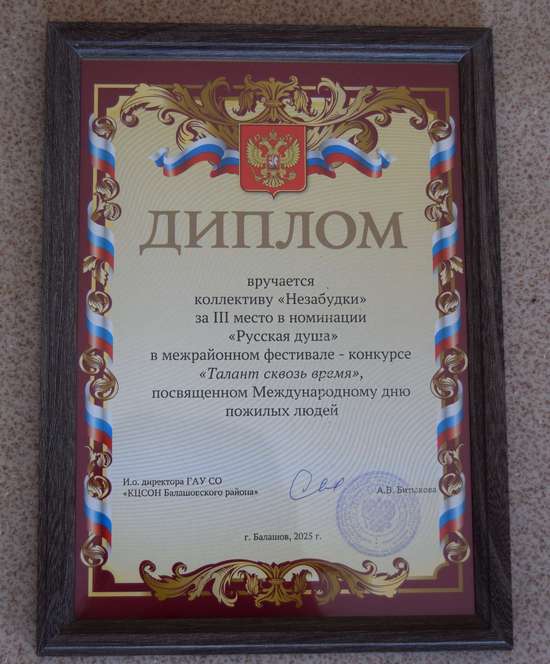 ДИПЛОМ
вручается
коллективу «Незабудки»
за III место в номинации
«Русская душа»
в межрайонном фестивале - конкурсе
«Талант сквозь время»,
посвященном Международному дню
пожилых людей
И.о. директора ГАУ СО
«КЦСОН Балашовского района»
А.В.
г. Балашов, 2025 г.